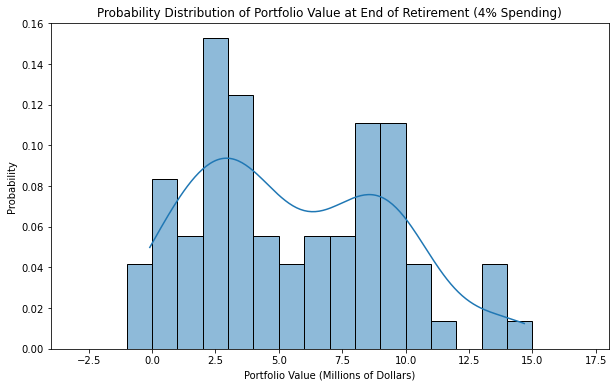 Probability Distribution of Portfolio Value at End of Retirement (4% Spending)
0.16
0.14
0.12
0.10
0.08
0.06
0.04
0.02
0.00
Probability
−2.5 0.0 2.5 5.0 7.5 10.0 12.5 15.0 17.5
Portfolio Value (Millions of Dollars)